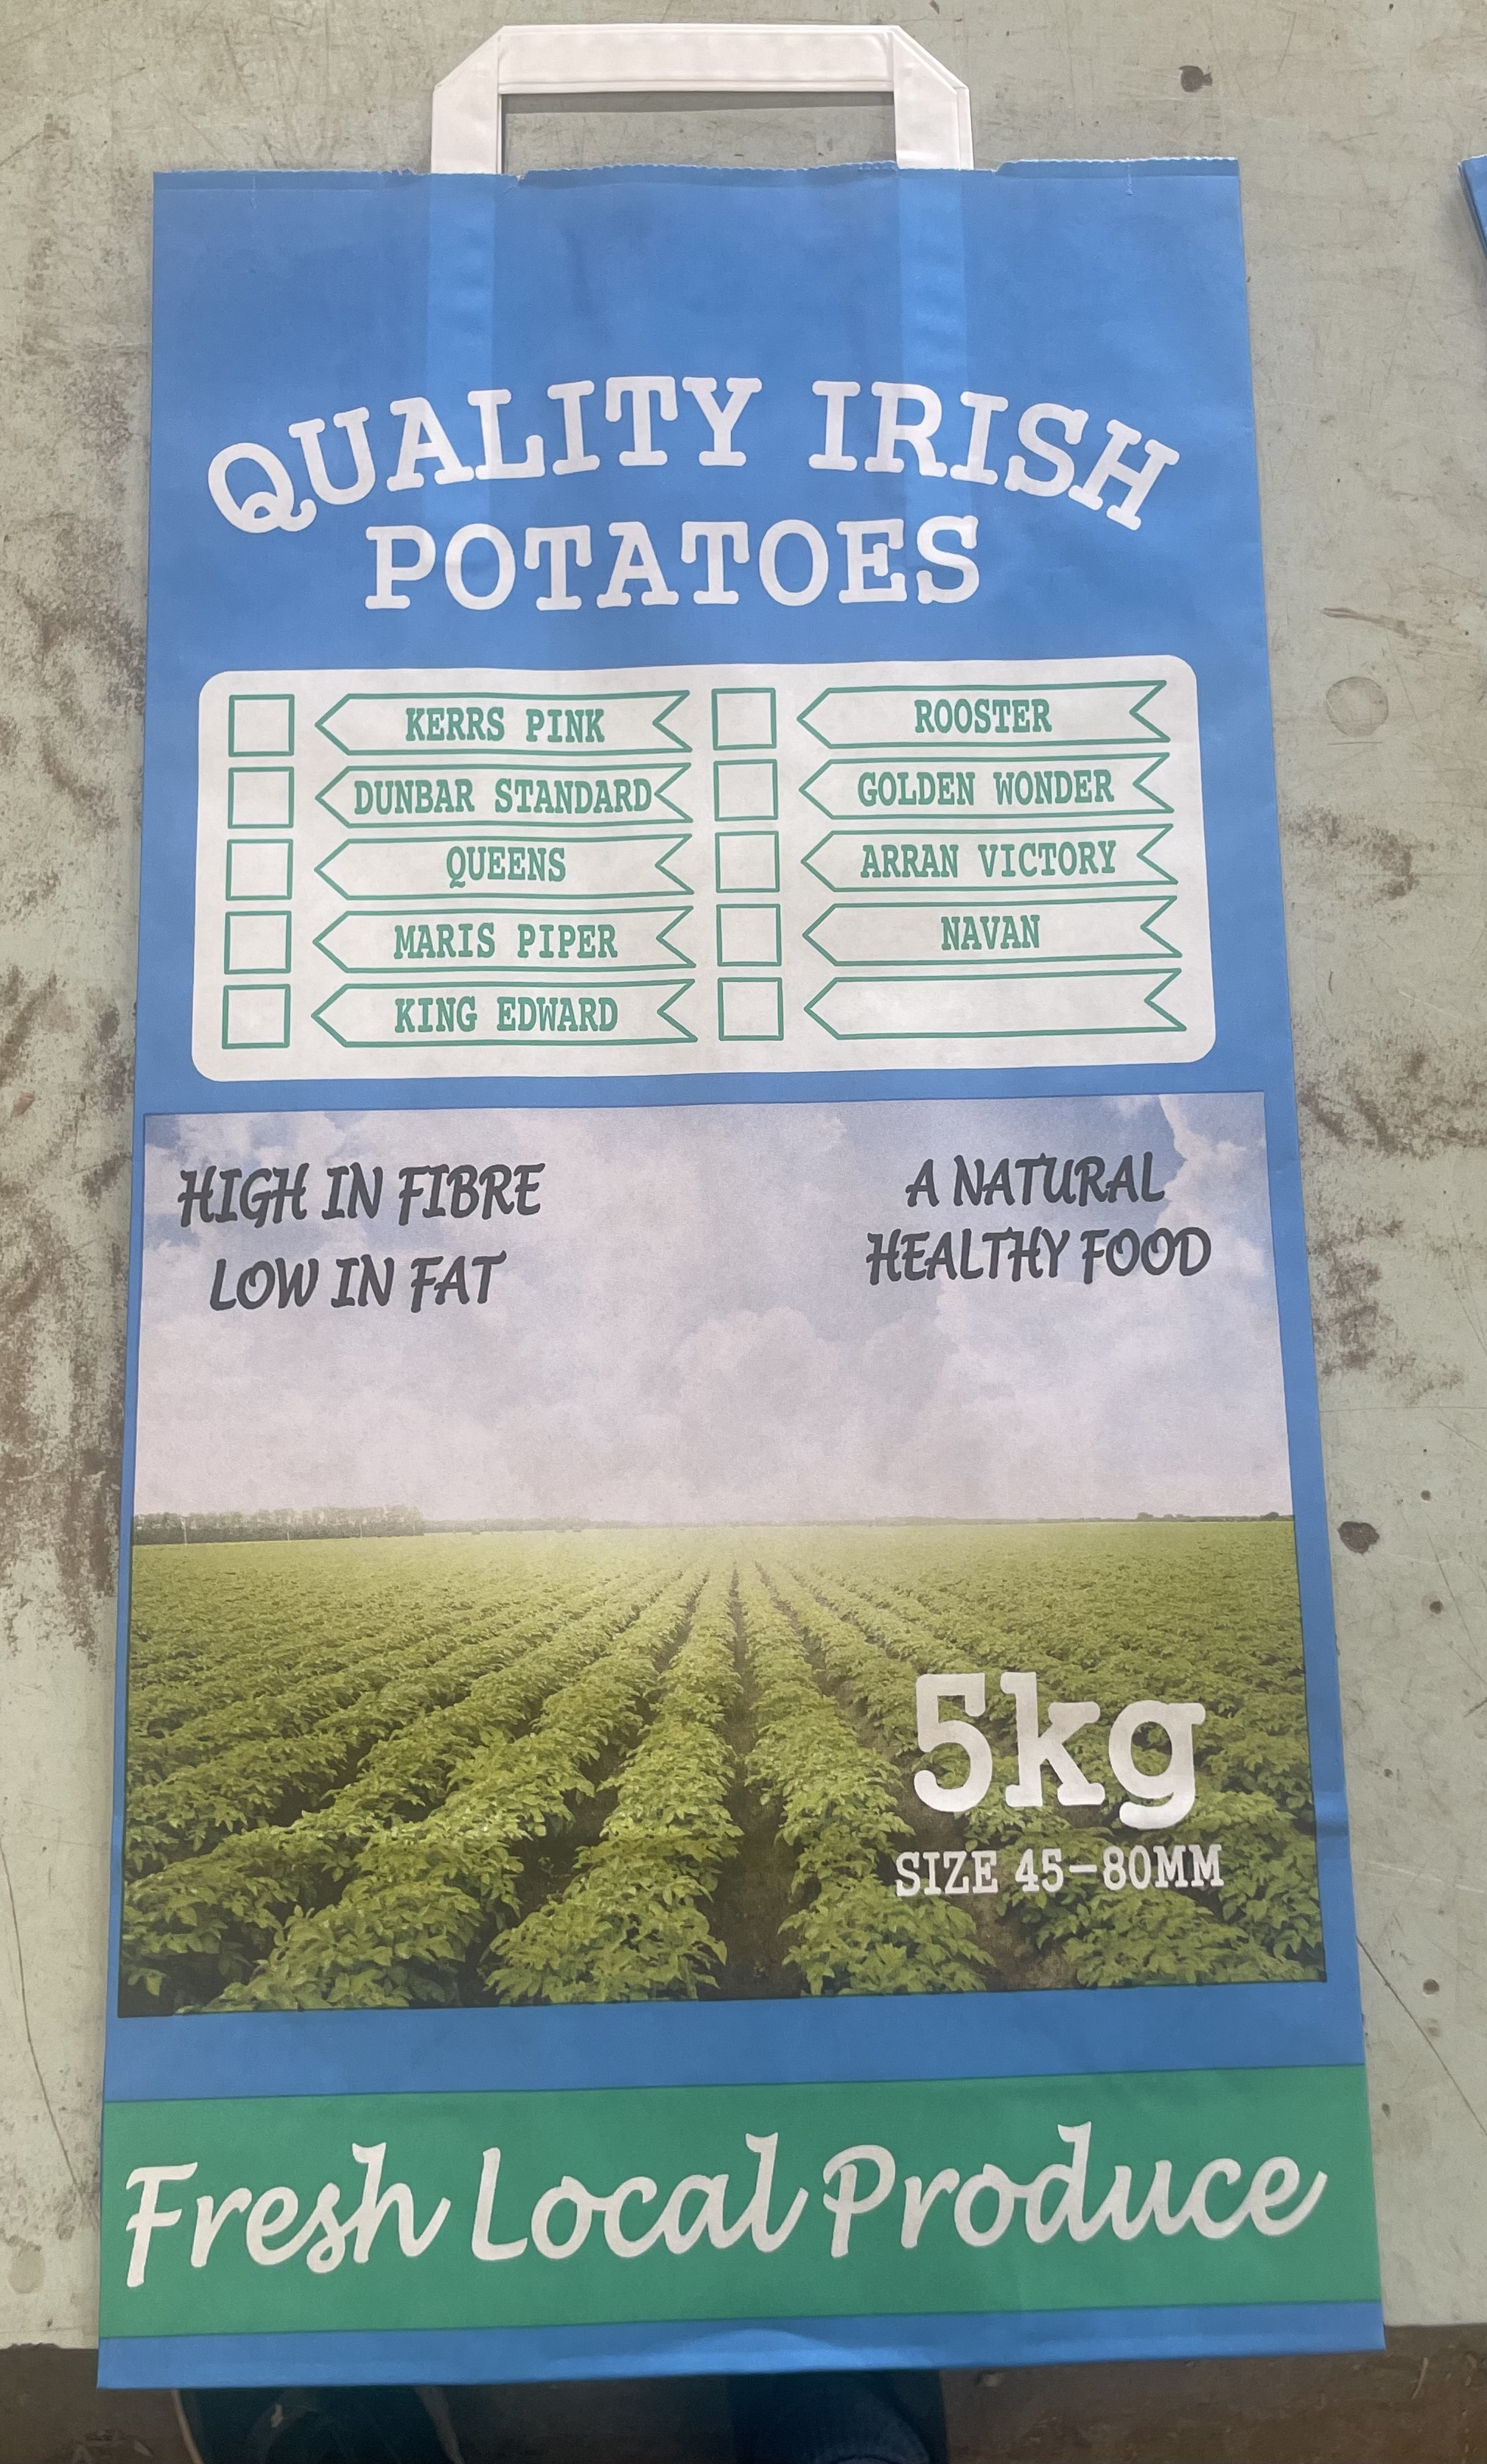 QUALITY IRISH
POTATOES
KERRS PINK
ROOSTER
DUNBAR STANDARD
GOLDEN WONDER
QUEENS
ARRAN VICTORY
MARIS PIPER
NAVAN
KING EDWARD
HIGH IN FIBRE
LOW IN FAT
A NATURAL
HEALTHY FOOD
5kg
SIZE 45-80MM
Fresh Local Produce